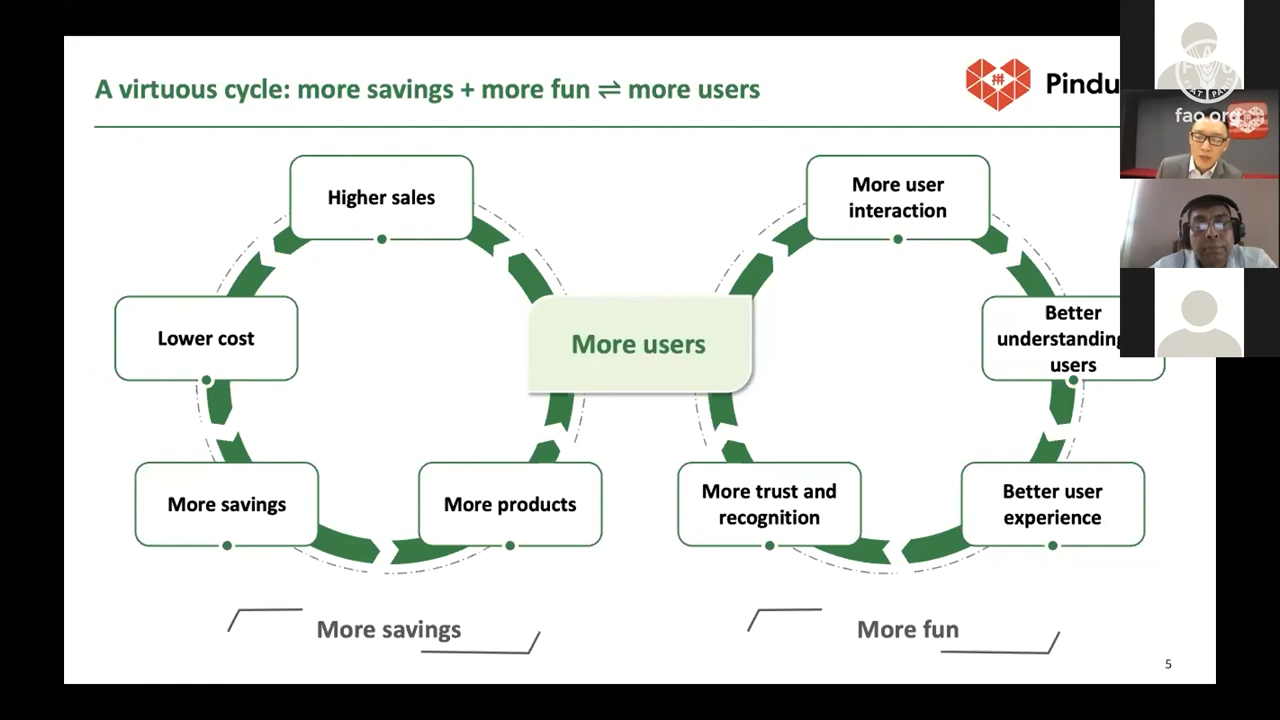 A virtuous cycle: more savings + more fun ⇌ more users
拼
Pindu
fao.org
Higher sales
More user
interaction
Lower cost
More users
Better
understanding
users
More savings
More products
More trust and
recognition
Better user
experience
More savings
More fun
5